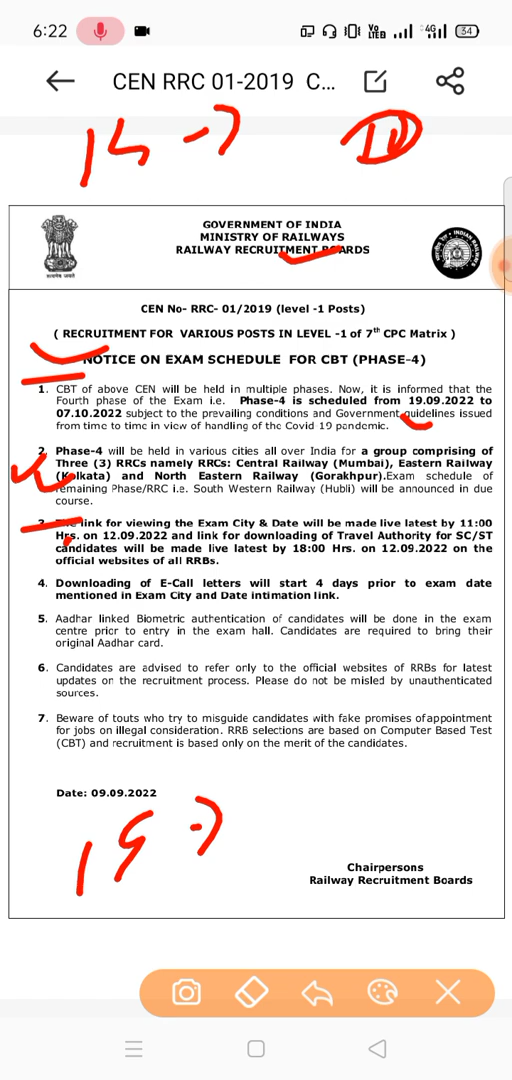 6:22
Vo
LTE B
4G
34
CEN RRC 01-2019 C...
GOVERNMENT OF INDIA
MINISTRY OF RAILWAYS
RAILWAY RECRUITMENT BOARDS
CEN No- RRC- 01/2019 (level -1 Posts)
( RECRUITMENT FOR VARIOUS POSTS IN LEVEL -1 of 7th CPC Matrix )
NOTICE ON EXAM SCHEDULE FOR CBT (PHASE-4)
1. CBT of above CEN will be held in multiple phases. Now, it is informed that the
Fourth phase of the Exam i.e. Phase-4 is scheduled from 19.09.2022 to
07.10.2022 subject to the prevailing conditions and Government guidelines issued
from time to time in view of handling of the Covid-19 pandemic.
2. Phase-4 will be held in various cities all over India for a group comprising of
Three (3) RRCs namely RRCs: Central Railway (Mumbai), Eastern Railway
(Kolkata) and North Eastern Railway (Gorakhpur).Exam schedule of
remaining Phase/RRC i.e. South Western Railway (Hubli) will be announced in due
course.
3. The link for viewing the Exam City & Date will be made live latest by 11:00
Hrs. on 12.09.2022 and link for downloading of Travel Authority for SC/ST
candidates will be made live latest by 18:00 Hrs. on 12.09.2022 on the
official websites of all RRBs.
4. Downloading of E-Call letters will start 4 days prior to exam date
mentioned in Exam City and Date intimation link.
5. Aadhar linked Biometric authentication of candidates will be done in the exam
centre prior to entry in the exam hall. Candidates are required to bring their
original Aadhar card.
6. Candidates are advised to refer only to the official websites of RRBs for latest
updates on the recruitment process. Please do not be misled by unauthenticated
sources.
7. Beware of touts who try to misguide candidates with fake promises of appointment
for jobs on illegal consideration. RRB selections are based on Computer Based Test
(CBT) and recruitment is based only on the merit of the candidates.
Date: 09.09.2022
Chairpersons
Railway Recruitment Boards